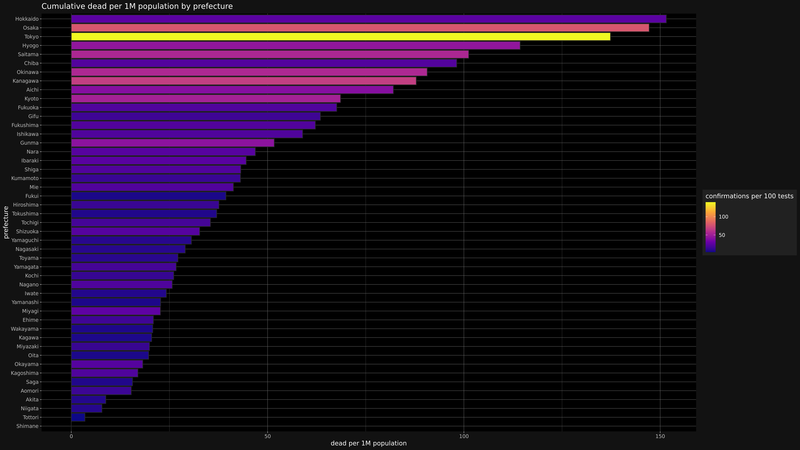 Cumulative dead per 1M population by prefecture
Hokkaido
Osaka
Tokyo
Hyogo
Saitama
Chiba
Okinawa
Kanagawa
Aichi
Kyoto
Fukuoka
Gifu
Fukushima
Ishikawa
Gunma
Nara
Ibaraki
Shiga
Kumamoto
Mie
Fukui
Hiroshima
Tokushima
Tochigi
Shizuoka
Yamaguchi
Nagasaki
Toyama
Yamagata
Kochi
Nagano
Iwate
Yamanashi
Miyagi
Ehime
Wakayama
Kagawa
Miyazaki
Oita
Okayama
Kagoshima
Saga
Aomori
Akita
Niigata
Tottori
Shimane
prefecture
0 50 100 150
dead per 1M population
confirmations per 100 tests
100
50